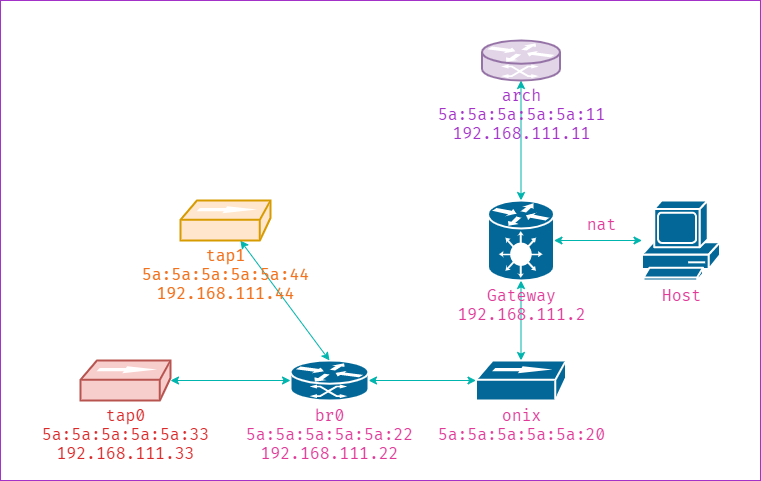 arch
5a:5a:5a:5a:5a:11
192.168.111.11
nat
tap1
5a:5a:5a:5a:5a:44
192.168.111.44
Gateway
192.168.111.2
Host
tap0
5a:5a:5a:5a:5a:33
192.168.111.33
br0
5a:5a:5a:5a:5a:22
192.168.111.22
onix
5a:5a:5a:5a:5a:20